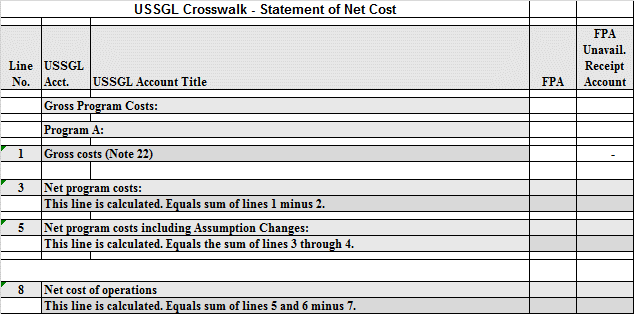 USSGL Crosswalk - Statement of Net Cost
Line No. USSGL Acct. USSGL Account Title FPA FPA Unavail. Receipt Account
Gross Program Costs:
Program A:
1 Gross costs (Note 22) -
3 Net program costs:
This line is calculated. Equals sum of lines 1 minus 2.
5 Net program costs including Assumption Changes:
This line is calculated. Equals the sum of lines 3 through 4.
8 Net cost of operations
This line is calculated. Equals sum of lines 5 and 6 minus 7.